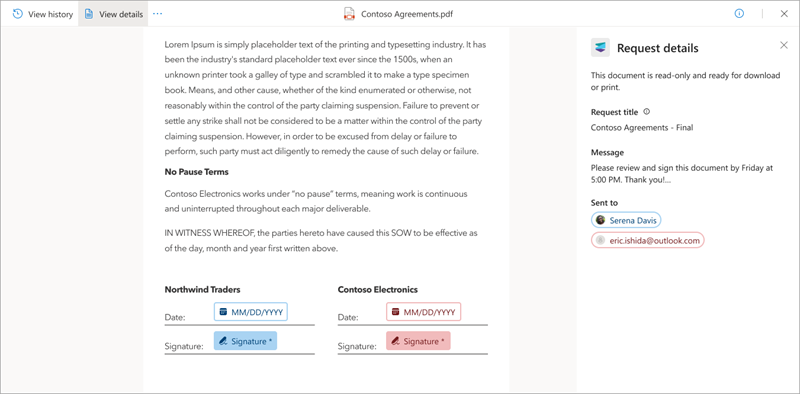 View history
View details
...
Contoso Agreements.pdf
Lorem Ipsum is simply placeholder text of the printing and typesetting industry. It has
been the industry's standard placeholder text ever since the 1500s, when an
unknown printer took a galley of type and scrambled it to make a type specimen
book. Means, and other cause, whether of the kind enumerated or otherwise, not
reasonably within the control of the party claiming suspension. Failure to prevent or
settle any strike shall not be considered to be a matter within the control of the party
claiming suspension. However, in order to be excused from delay or failure to
perform, such party must act diligently to remedy the cause of such delay or failure.
No Pause Terms
Contoso Electronics works under "no pause" terms, meaning work is continuous
and uninterrupted throughout each major deliverable.
IN WITNESS WHEREOF, the parties hereto have caused this SOW to be effective as
of the day, month and year first written above.
Northwind Traders
Date: MM/DD/YYYY
Signature: Signature *
Contoso Electronics
Date: MM/DD/YYYY
Signature: Signature *
Request details
This document is read-only and ready for download
or print.
Request title
Contoso Agreements - Final
Message
Please review and sign this document by Friday at
5:00 PM. Thank you!...
Sent to
Serena Davis
eric.ishida@outlook.com